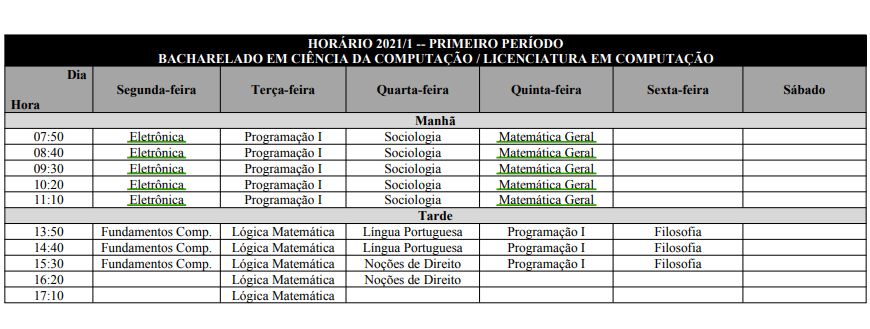 HORÁRIO 2021/1 -- PRIMEIRO PERÍODO
BACHARELADO EM CIÊNCIA DA COMPUTAÇÃO / LICENCIATURA EM COMPUTAÇÃO
Dia
Hora Segunda-feira Terça-feira Quarta-feira Quinta-feira Sexta-feira Sábado
Manhã
07:50 Eletrônica Programação I Sociologia Matemática Geral
08:40 Eletrônica Programação I Sociologia Matemática Geral
09:30 Eletrônica Programação I Sociologia Matemática Geral
10:20 Eletrônica Programação I Sociologia Matemática Geral
11:10 Eletrônica Programação I Sociologia Matemática Geral
Tarde
13:50 Fundamentos Comp. Lógica Matemática Língua Portuguesa Programação I Filosofia
14:40 Fundamentos Comp. Lógica Matemática Língua Portuguesa Programação I Filosofia
15:30 Fundamentos Comp. Lógica Matemática Noções de Direito Programação I Filosofia
16:20 Lógica Matemática Noções de Direito
17:10 Lógica Matemática